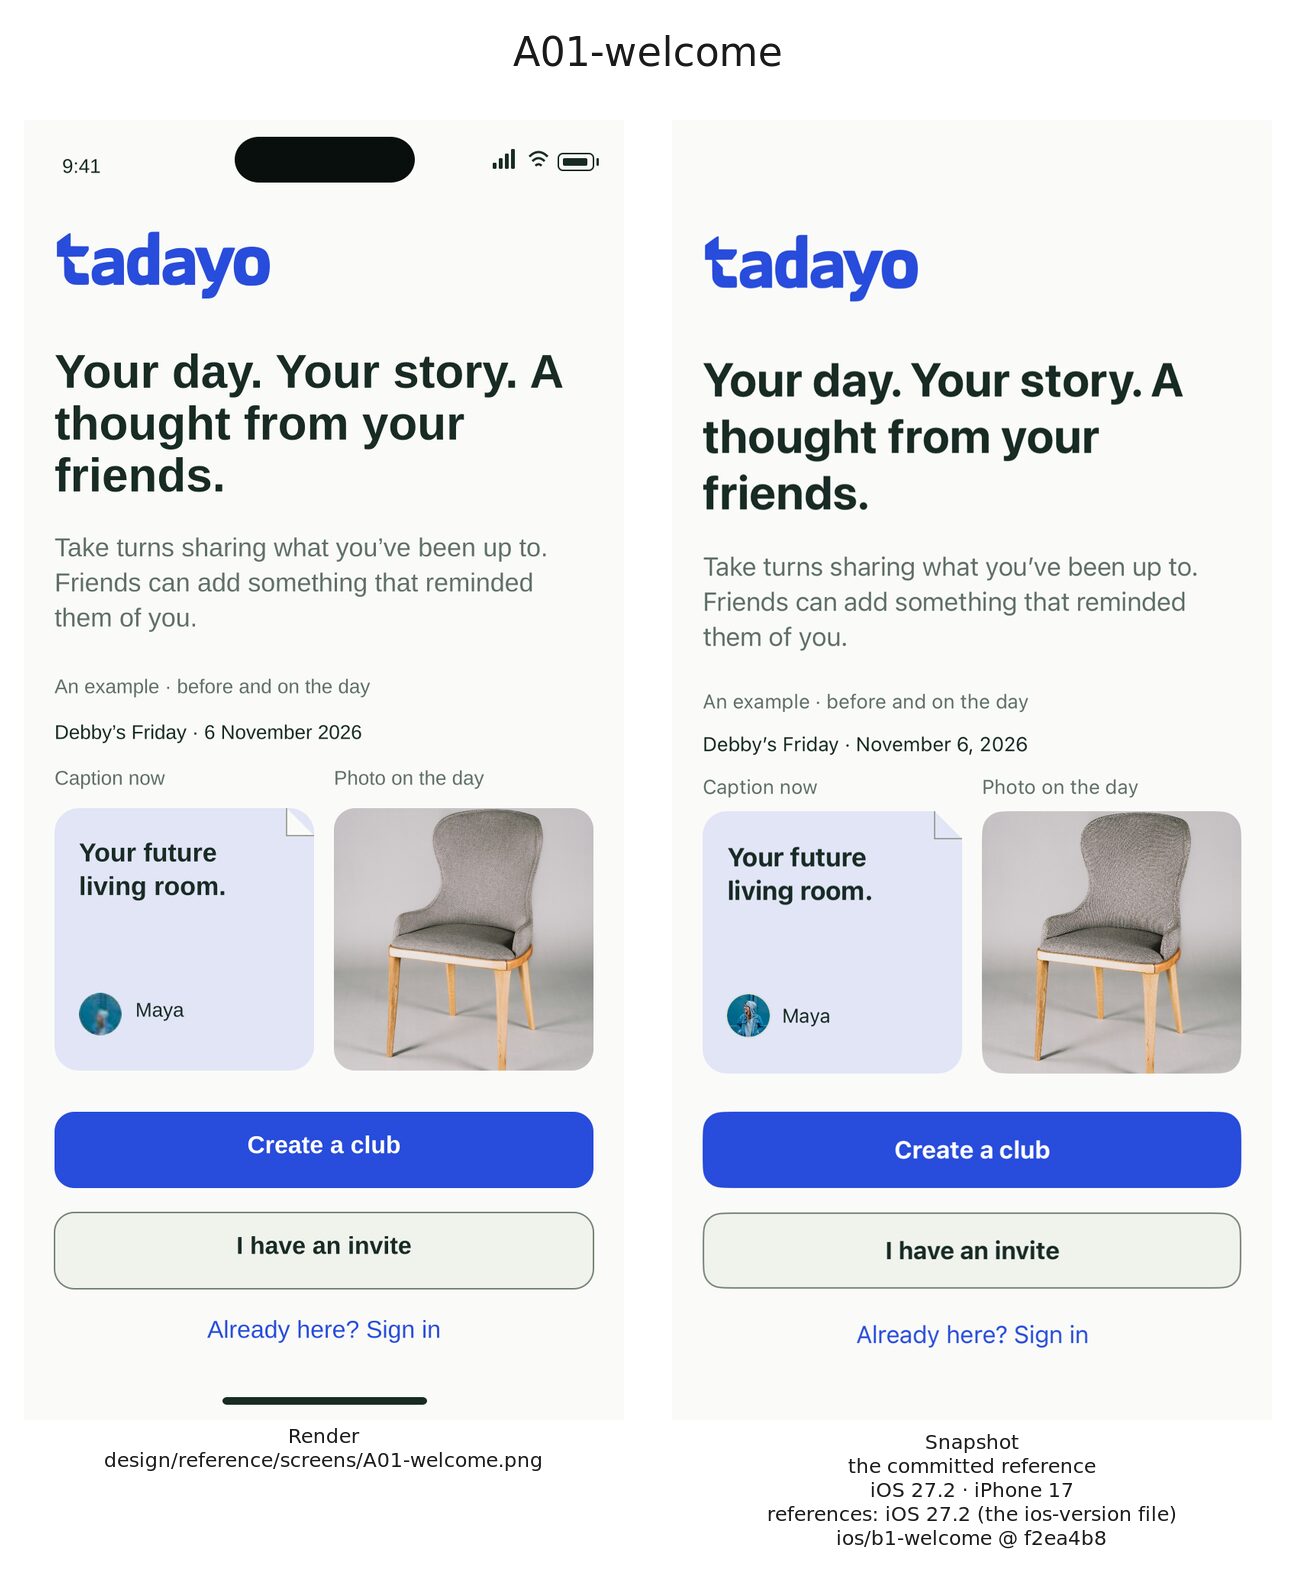 A01-welcome
9:41
tadayo
Your day. Your story. A
thought from your
friends.
Take turns sharing what you’ve been up to.
Friends can add something that reminded
them of you.
An example · before and on the day
Debby’s Friday · 6 November 2026
Caption now
Photo on the day
Your future
living room.
Maya
Create a club
I have an invite
Already here? Sign in
Render
design/reference/screens/A01-welcome.png
tadayo
Your day. Your story. A
thought from your
friends.
Take turns sharing what you’ve been up to.
Friends can add something that reminded
them of you.
An example · before and on the day
Debby’s Friday · November 6, 2026
Caption now
Photo on the day
Your future
living room.
Maya
Create a club
I have an invite
Already here? Sign in
Snapshot
the committed reference
iOS 27.2 · iPhone 17
references: iOS 27.2 (the ios-version file)
ios/b1-welcome @ f2ea4b8